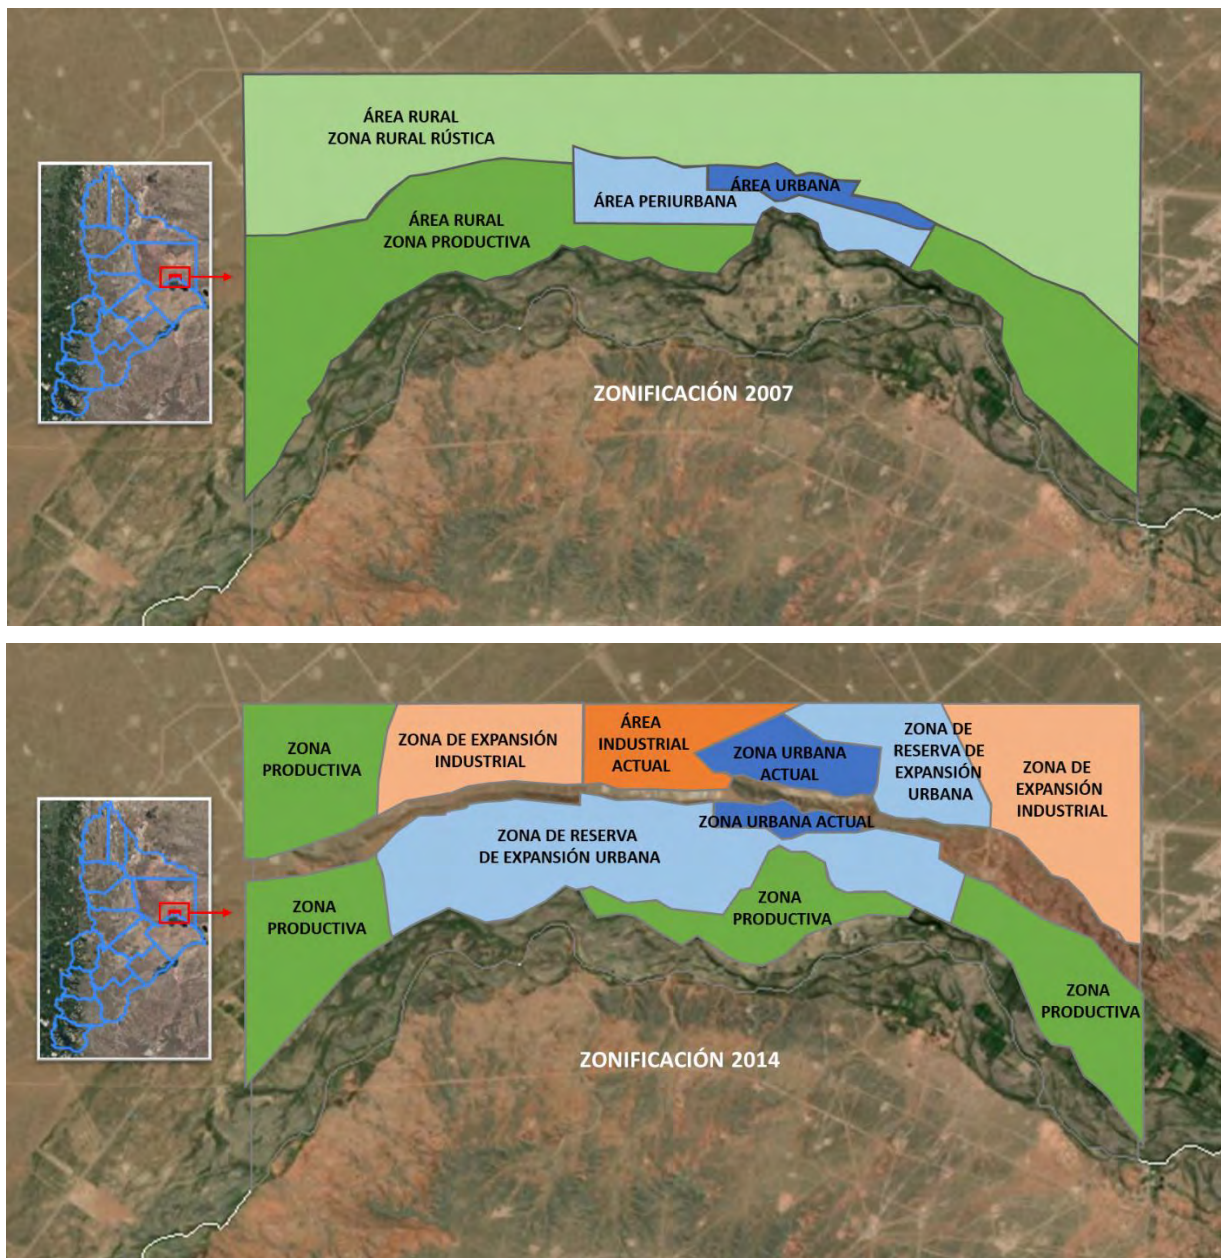 ÁREA RURAL
ZONA RURAL RÚSTICA
ÁREA URBANA
ÁREA PERIURBANA
ÁREA RURAL
ZONA PRODUCTIVA
ZONIFICACIÓN 2007
ZONA
PRODUCTIVA
ZONA DE EXPANSIÓN
INDUSTRIAL
ÁREA
INDUSTRIAL
ACTUAL
ZONA URBANA
ACTUAL
ZONA DE
RESERVA DE
EXPANSIÓN
URBANA
ZONA DE
EXPANSIÓN
INDUSTRIAL
ZONA URBANA ACTUAL
ZONA DE RESERVA
DE EXPANSIÓN URBANA
ZONA
PRODUCTIVA
ZONA
PRODUCTIVA
ZONA
PRODUCTIVA
ZONIFICACIÓN 2014